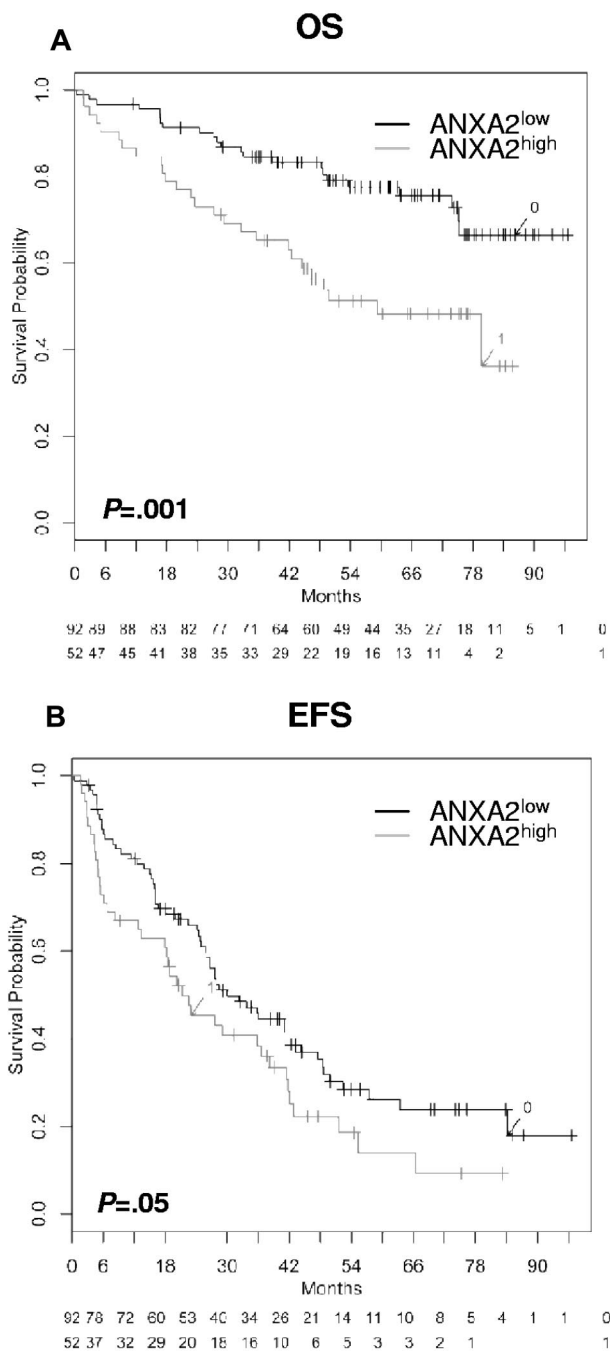 OS
A
ANXA2low
ANXA2high
Survival Probability
1.0
0.8
0.6
0.4
0.2
0.0
0
1
P=.001
0 6 18 30 42 54 66 78 90
Months
92 89 88 83 82 77 71 64 60 49 44 35 27 18 11 5 1 0
52 47 45 41 38 35 33 29 22 19 16 13 11 4 2 1
EFS
B
ANXA2low
ANXA2high
Survival Probability
1.0
0.8
0.6
0.4
0.2
0.0
1
0
P=.05
0 6 18 30 42 54 66 78 90
Months
92 78 72 60 53 40 34 26 21 14 11 10 8 5 4 1 1 0
52 37 32 29 20 18 16 10 6 5 3 3 2 1 1